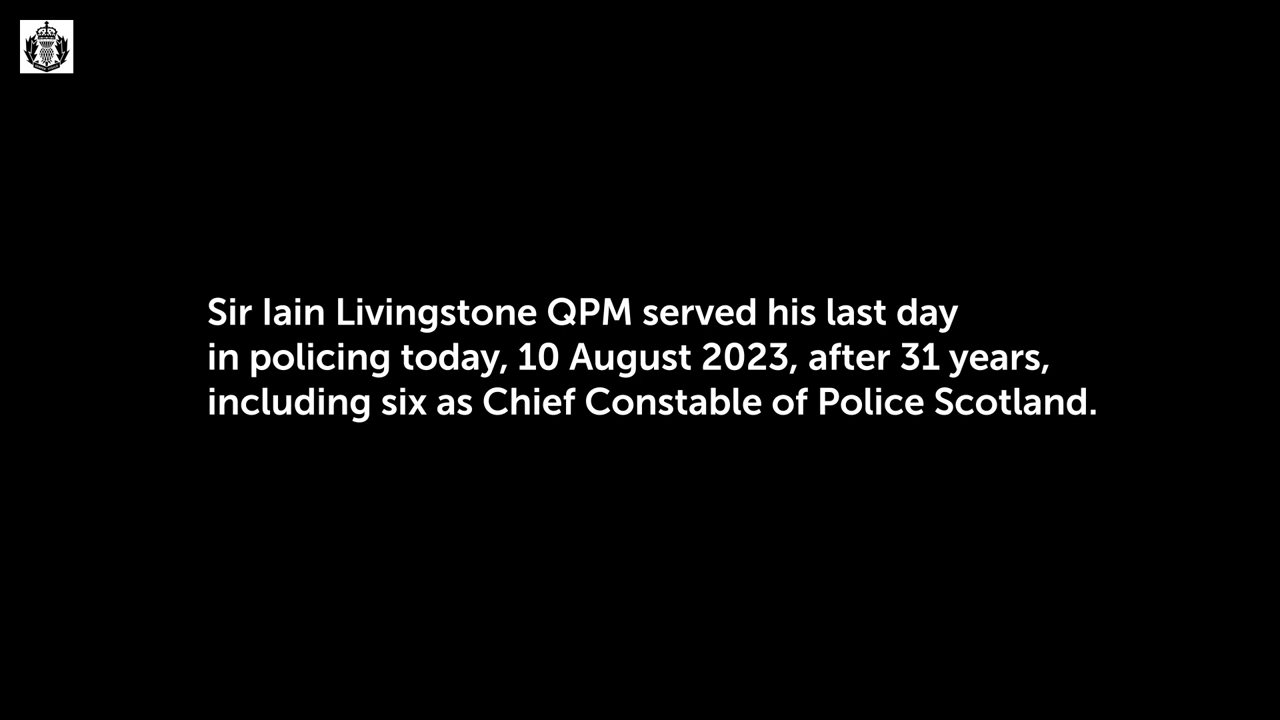 Sir Iain Livingstone QPM served his last day
in policing today, 10 August 2023, after 31 years,
including six as Chief Constable of Police Scotland.